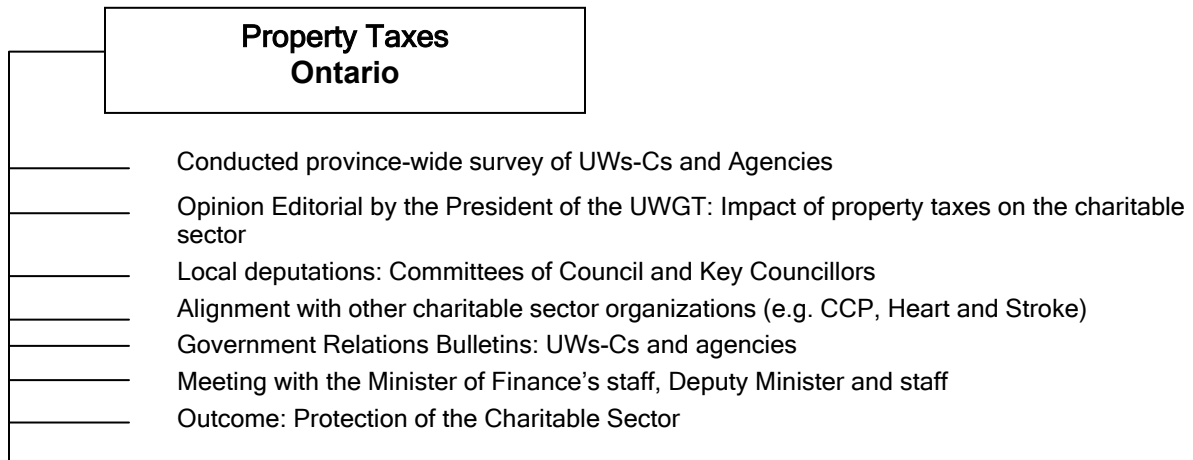 Property Taxes
Ontario
Conducted province-wide survey of UWs-Cs and Agencies
Opinion Editorial by the President of the UWGT: Impact of property taxes on the charitable
sector
Local deputations: Committees of Council and Key Councillors
Alignment with other charitable sector organizations (e.g. CCP, Heart and Stroke)
Government Relations Bulletins: UWs-Cs and agencies
Meeting with the Minister of Finance's staff, Deputy Minister and staff
Outcome: Protection of the Charitable Sector